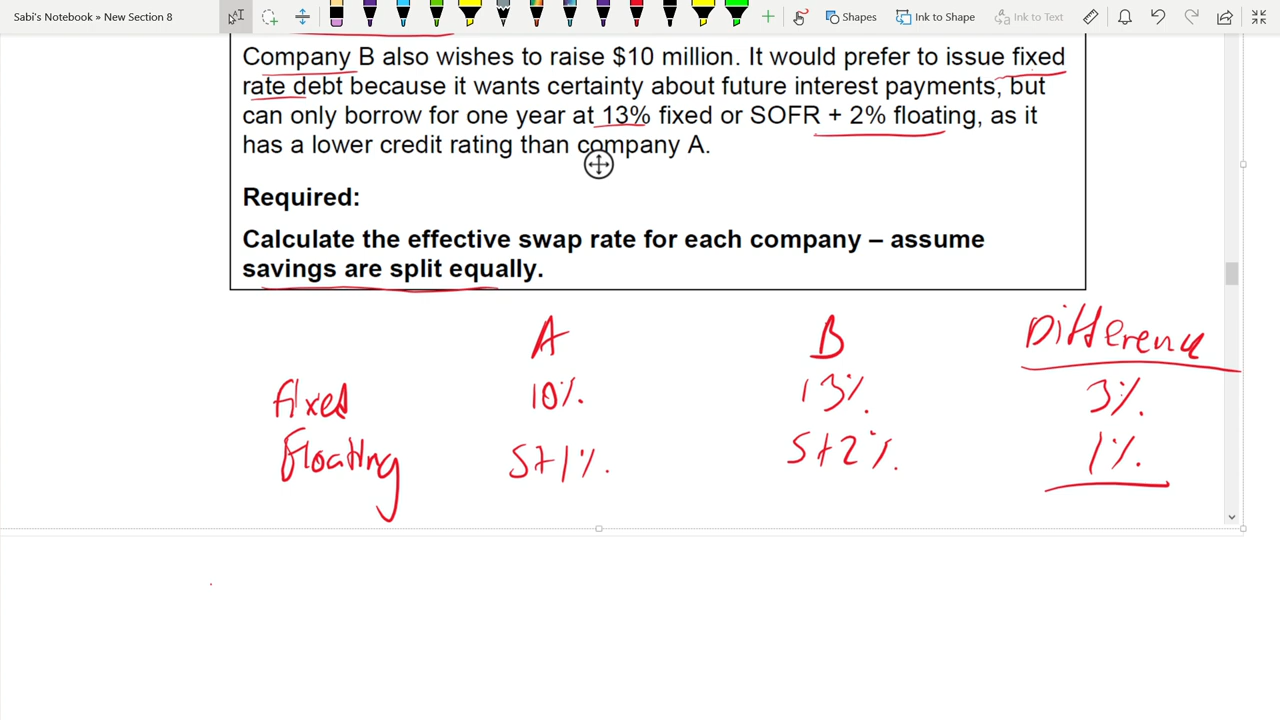 Sabi's Notebook » New Section 8
Shapes
Ink to Shape
Ink to Text
Company B also wishes to raise $10 million. It would prefer to issue fixed
rate debt because it wants certainty about future interest payments, but
can only borrow for one year at 13% fixed or SOFR + 2% floating, as it
has a lower credit rating than company A.
Required:
Calculate the effective swap rate for each company – assume
savings are split equally.
A B Difference
Fixed 10% 13% 3%
Floating S+1% S+2% 1%